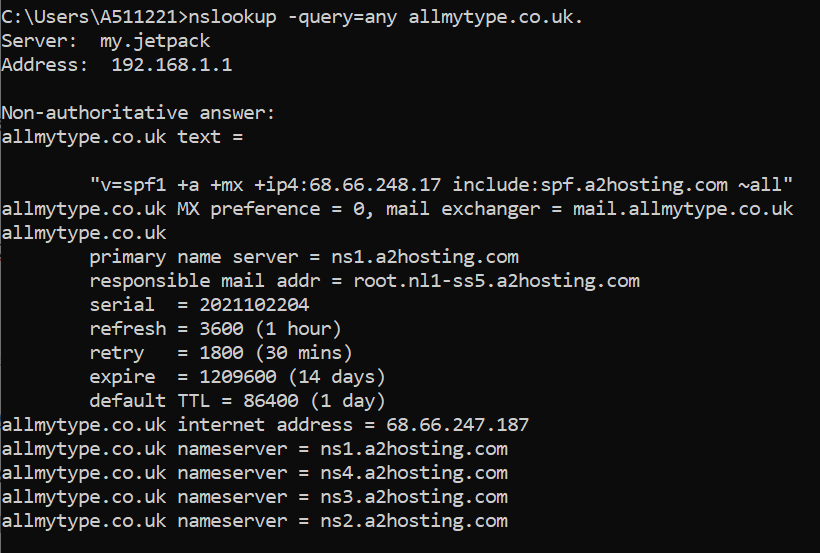 C:\Users\A511221>nslookup -query=any allmytype.co.uk.
Server:  my.jetpack
Address:  192.168.1.1
Non-authoritative answer:
allmytype.co.uk text =
"v=spf1 +a +mx +ip4:68.66.248.17 include:spf.a2hosting.com ~all"
allmytype.co.uk MX preference = 0, mail exchanger = mail.allmytype.co.uk
allmytype.co.uk
primary name server = ns1.a2hosting.com
responsible mail addr = root.nl1-ss5.a2hosting.com
serial  = 2021102204
refresh = 3600 (1 hour)
retry   = 1800 (30 mins)
expire  = 1209600 (14 days)
default TTL = 86400 (1 day)
allmytype.co.uk internet address = 68.66.247.187
allmytype.co.uk nameserver = ns1.a2hosting.com
allmytype.co.uk nameserver = ns4.a2hosting.com
allmytype.co.uk nameserver = ns3.a2hosting.com
allmytype.co.uk nameserver = ns2.a2hosting.com